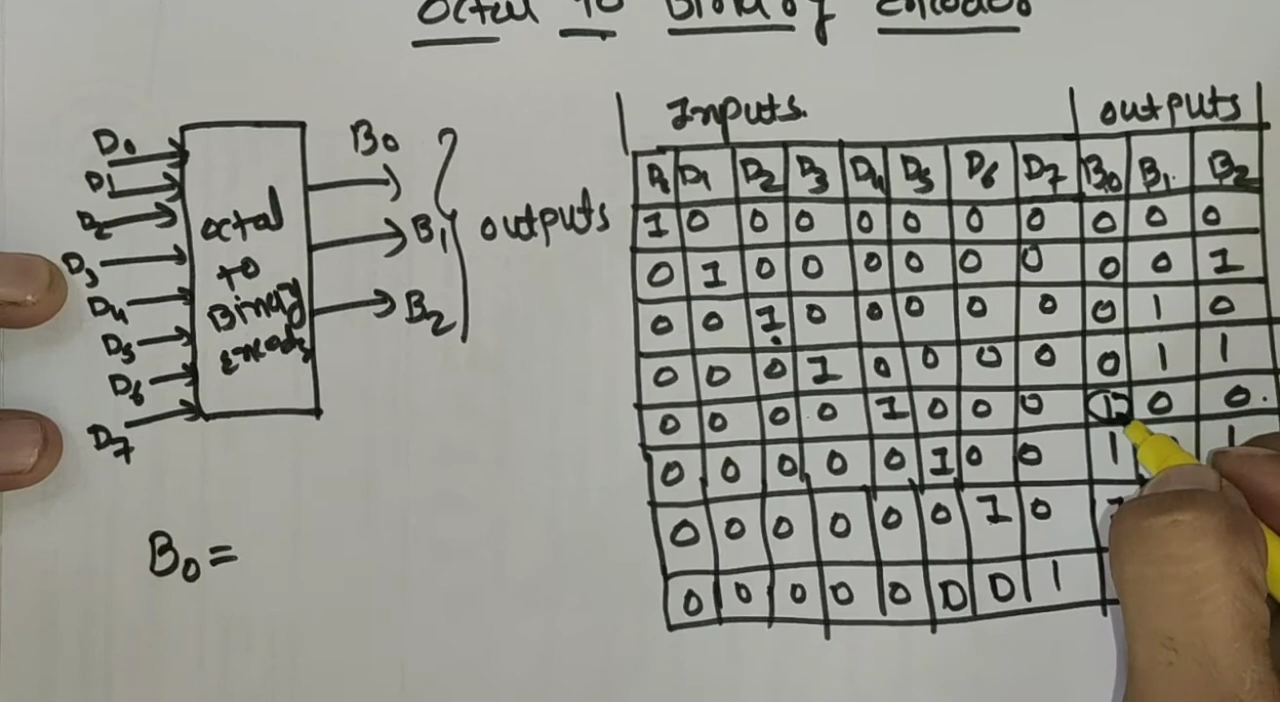 Octal to Binary Encoder
D0
D1
D2
D3
D4
D5
D6
D7
octal
to
Binary
Encoder
B0
B1
B2
outputs
B0 =
Inputs. outputs
D0 D1 D2 D3 D4 D5 D6 D7 B0 B1 B2
1 0 0 0 0 0 0 0 0 0 0
0 1 0 0 0 0 0 0 0 0 1
0 0 1 0 0 0 0 0 0 1 0
0 0 0 1 0 0 0 0 0 1 1
0 0 0 0 1 0 0 0 1 0 0
0 0 0 0 0 1 0 0 1 1
0 0 0 0 0 0 1 0
0 0 0 0 0 0 0 1